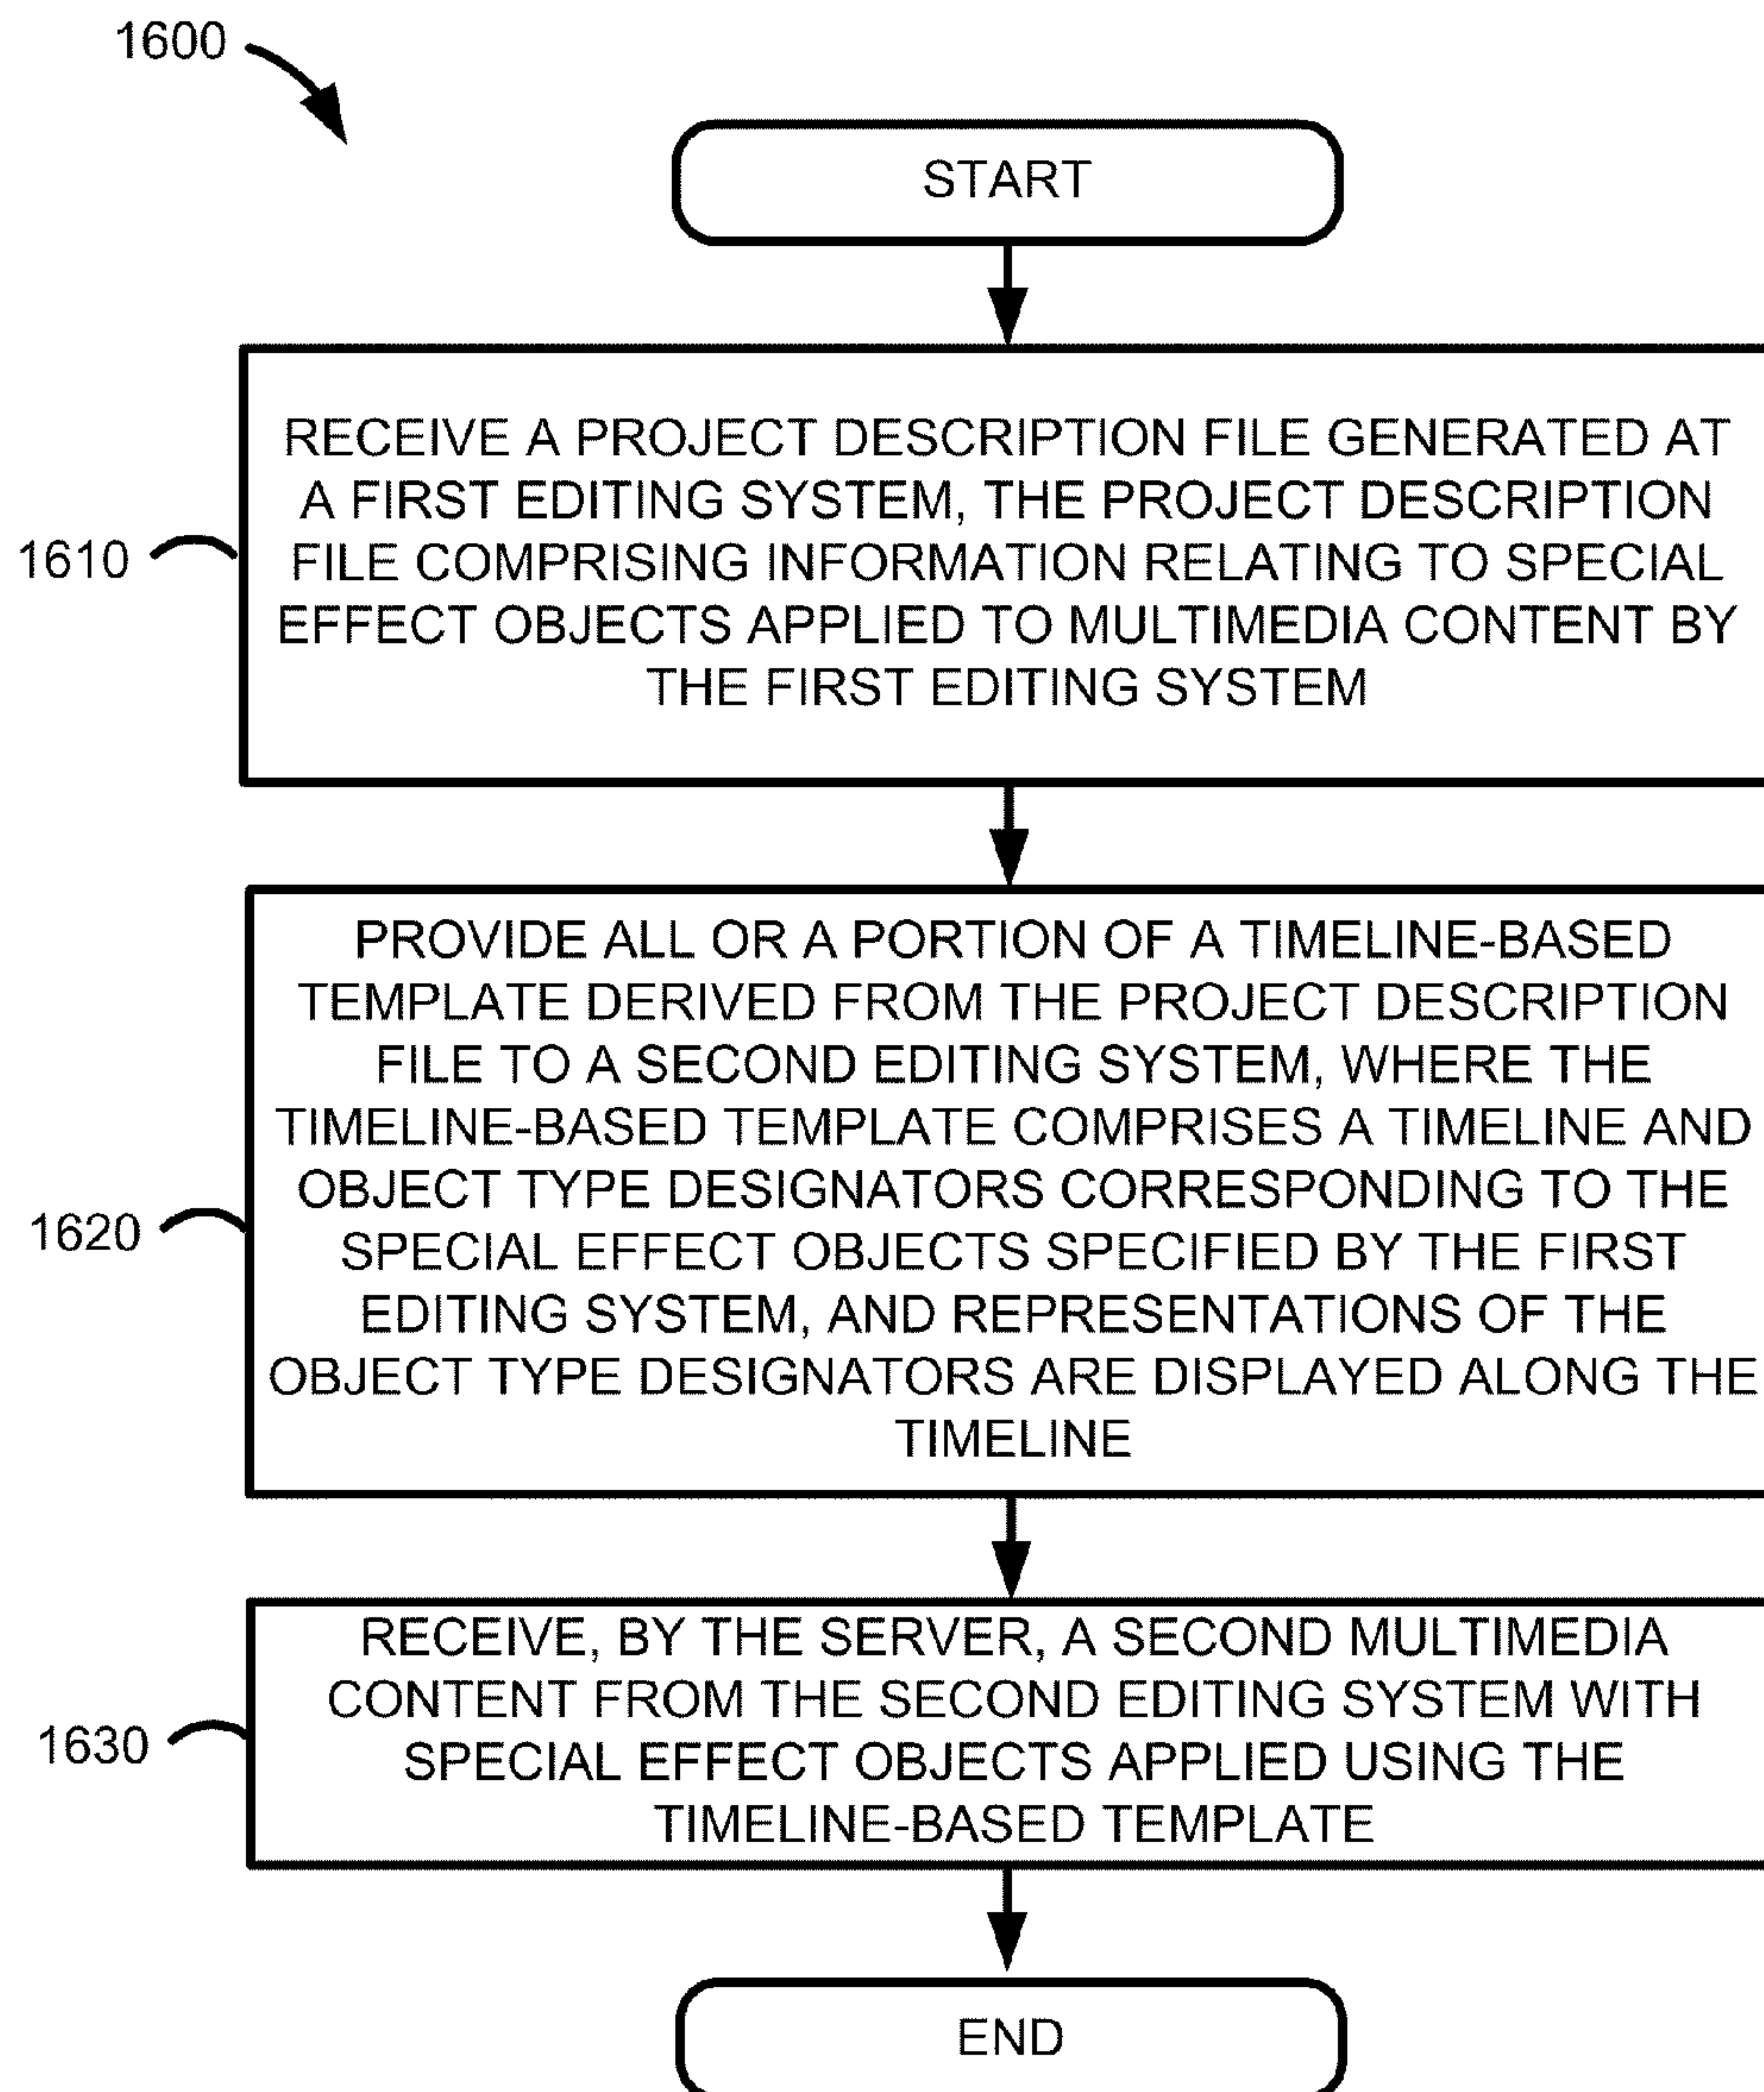 1600
START
RECEIVE A PROJECT DESCRIPTION FILE GENERATED AT
A FIRST EDITING SYSTEM, THE PROJECT DESCRIPTION
FILE COMPRISING INFORMATION RELATING TO SPECIAL
EFFECT OBJECTS APPLIED TO MULTIMEDIA CONTENT BY
THE FIRST EDITING SYSTEM
1610
PROVIDE ALL OR A PORTION OF A TIMELINE-BASED
TEMPLATE DERIVED FROM THE PROJECT DESCRIPTION
FILE TO A SECOND EDITING SYSTEM, WHERE THE
TIMELINE-BASED TEMPLATE COMPRISES A TIMELINE AND
OBJECT TYPE DESIGNATORS CORRESPONDING TO THE
SPECIAL EFFECT OBJECTS SPECIFIED BY THE FIRST
EDITING SYSTEM, AND REPRESENTATIONS OF THE
OBJECT TYPE DESIGNATORS ARE DISPLAYED ALONG THE
TIMELINE
1620
RECEIVE, BY THE SERVER, A SECOND MULTIMEDIA
CONTENT FROM THE SECOND EDITING SYSTEM WITH
SPECIAL EFFECT OBJECTS APPLIED USING THE
TIMELINE-BASED TEMPLATE
1630
END